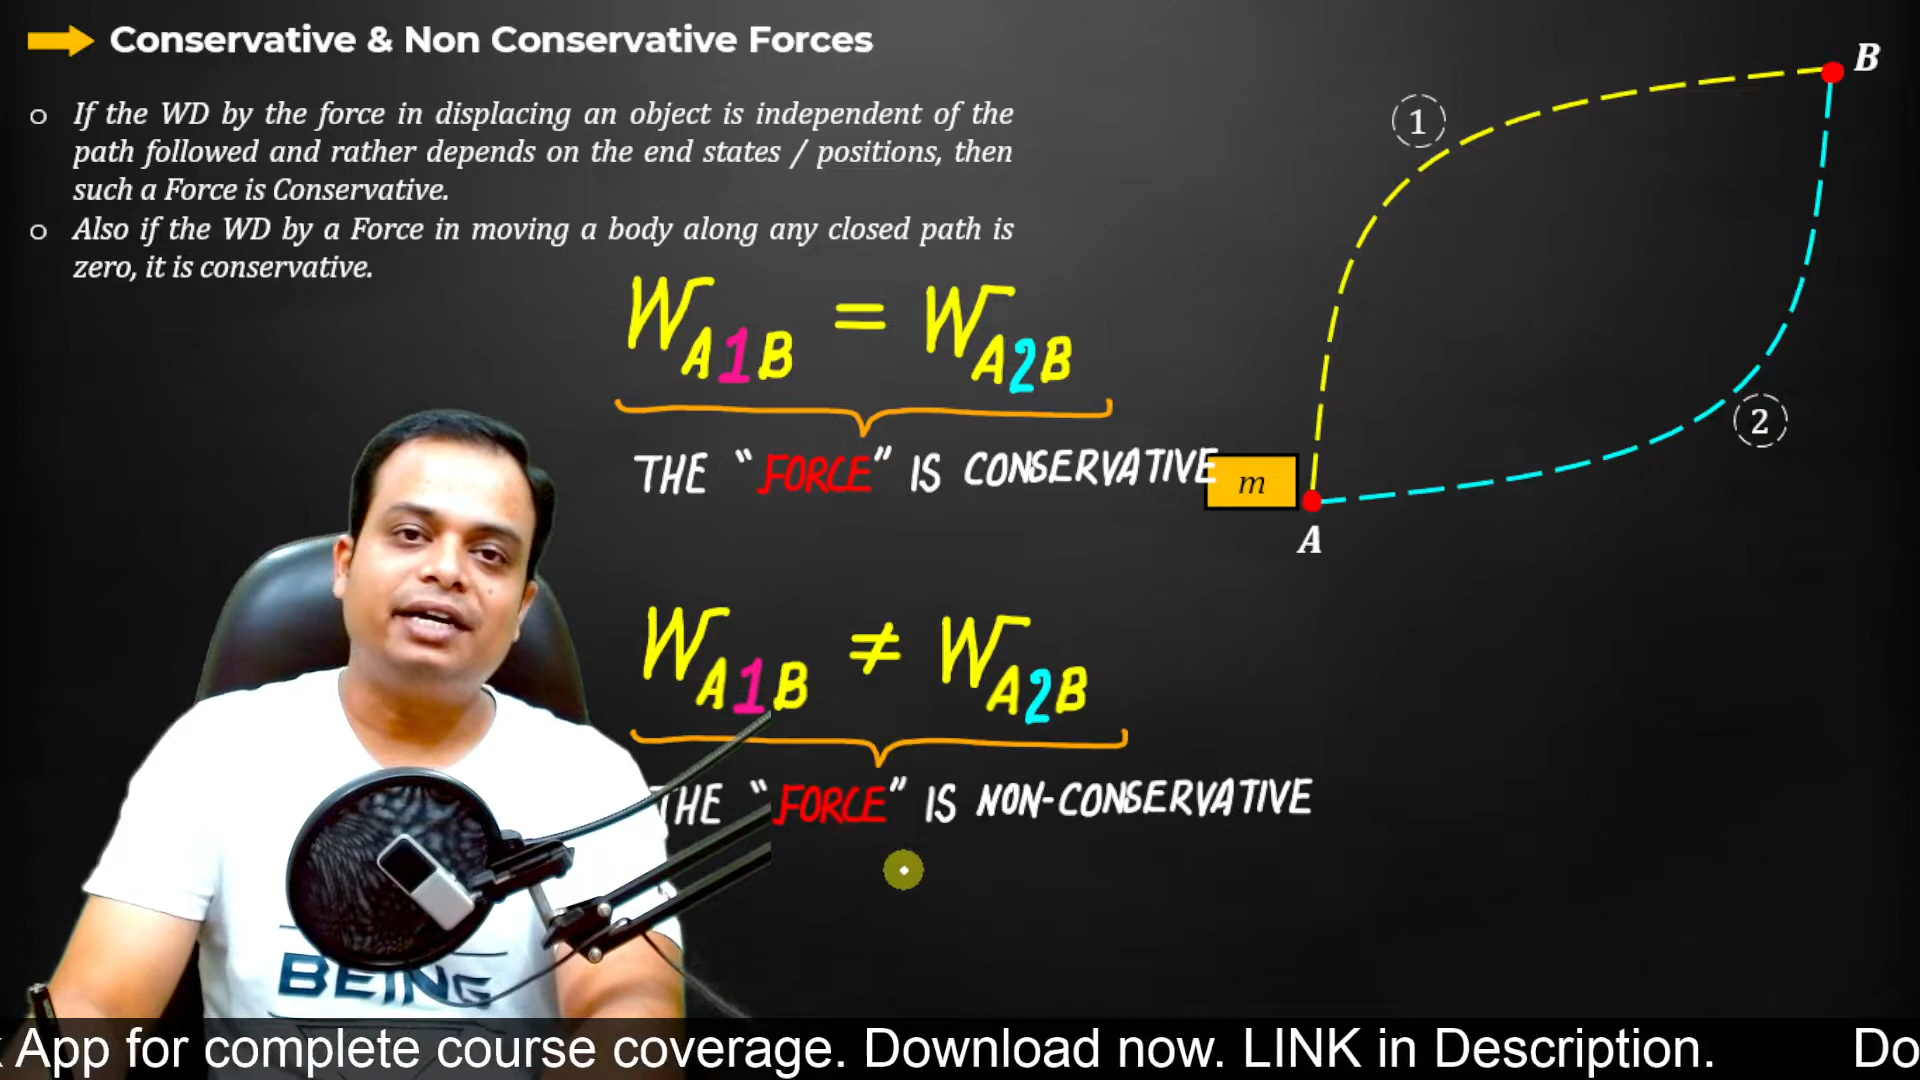 Conservative & Non Conservative Forces
o If the WD by the force in displacing an object is independent of the
path followed and rather depends on the end states / positions, then
such a Force is Conservative.
o Also if the WD by a Force in moving a body along any closed path is
zero, it is conservative.
W_A1B = W_A2B
THE "FORCE" IS CONSERVATIVE
W_A1B ≠ W_A2B
THE "FORCE" IS NON-CONSERVATIVE
B
1
2
m
A
BEING
App for complete course coverage. Download now. LINK in Description. Do